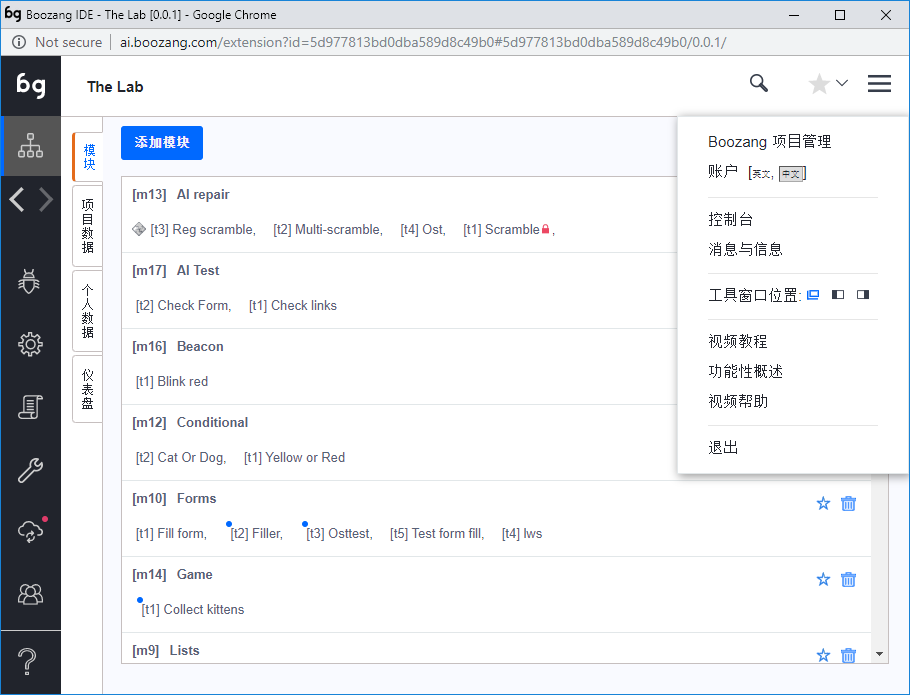 bg Boozang IDE - The Lab [0.0.1] - Google Chrome
Not secure | ai.boozang.com/extension?id=5d977813bd0dba589d8c49b0#5d977813bd0dba589d8c49b0/0.0.1/
bg
The Lab
模块
项目数据
个人数据
仪表盘
添加模块
[m13] AI repair
[t3] Reg scramble, [t2] Multi-scramble, [t4] Ost, [t1] Scramble,
[m17] AI Test
[t2] Check Form, [t1] Check links
[m16] Beacon
[t1] Blink red
[m12] Conditional
[t2] Cat Or Dog, [t1] Yellow or Red
[m10] Forms
[t1] Fill form, [t2] Filler, [t3] Osttest, [t5] Test form fill, [t4] lws
[m14] Game
[t1] Collect kittens
[m9] Lists
Boozang 项目管理
账户 [英文, 中文]
控制台
消息与信息
工具窗口位置:
视频教程
功能性概述
视频帮助
退出